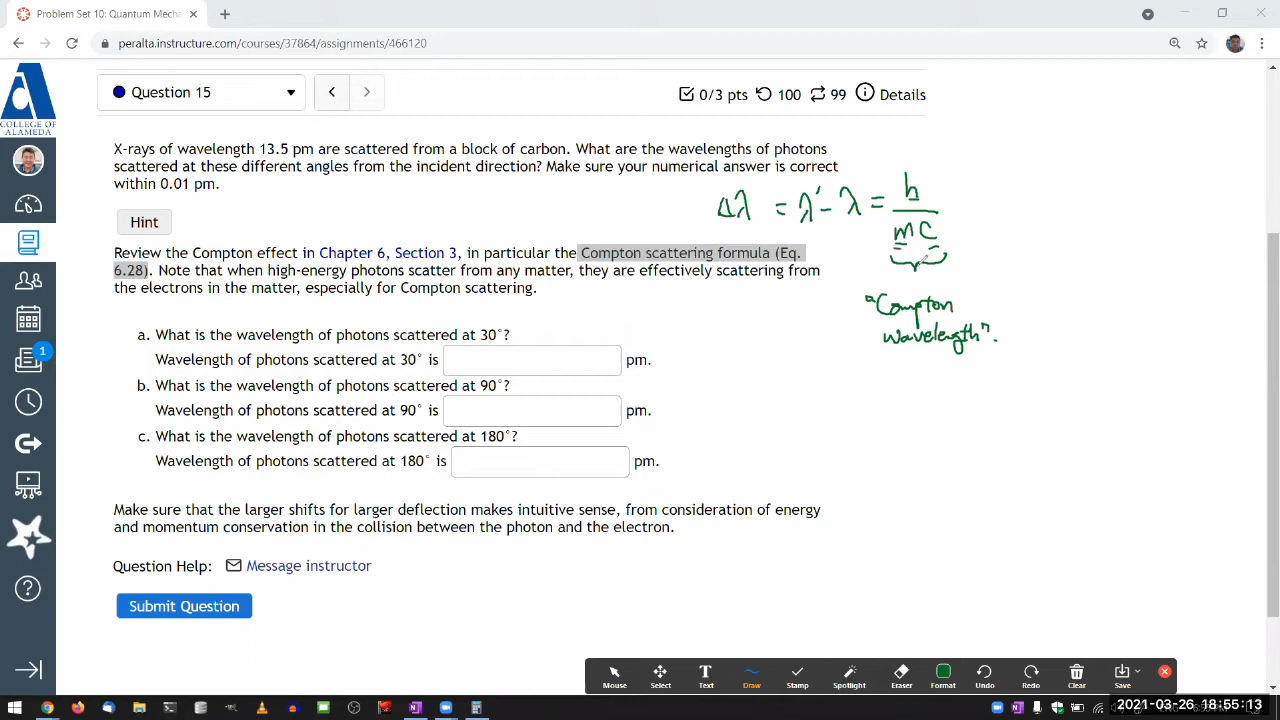 Problem Set 10: Quantum Mecha
peralta.instructure.com/courses/37864/assignments/466120
COLLEGE OF
ALAMEDA
Question 15
0/3 pts
100
99
Details
X-rays of wavelength 13.5 pm are scattered from a block of carbon. What are the wavelengths of photons
scattered at these different angles from the incident direction? Make sure your numerical answer is correct
within 0.01 pm.
Δλ = λ' - λ = h
mc
Hint
Review the Compton effect in Chapter 6, Section 3, in particular the Compton scattering formula (Eq.
6.28). Note that when high-energy photons scatter from any matter, they are effectively scattering from
the electrons in the matter, especially for Compton scattering.
"Compton
wavelength".
a. What is the wavelength of photons scattered at 30°?
Wavelength of photons scattered at 30° is pm.
b. What is the wavelength of photons scattered at 90°?
Wavelength of photons scattered at 90° is pm.
c. What is the wavelength of photons scattered at 180°?
Wavelength of photons scattered at 180° is pm.
1
Make sure that the larger shifts for larger deflection makes intuitive sense, from consideration of energy
and momentum conservation in the collision between the photon and the electron.
Question Help: Message instructor
Submit Question
Mouse Select Text Draw Stamp Spotlight Eraser Format Undo Redo Clear Save
2021-03-26 18:55:13